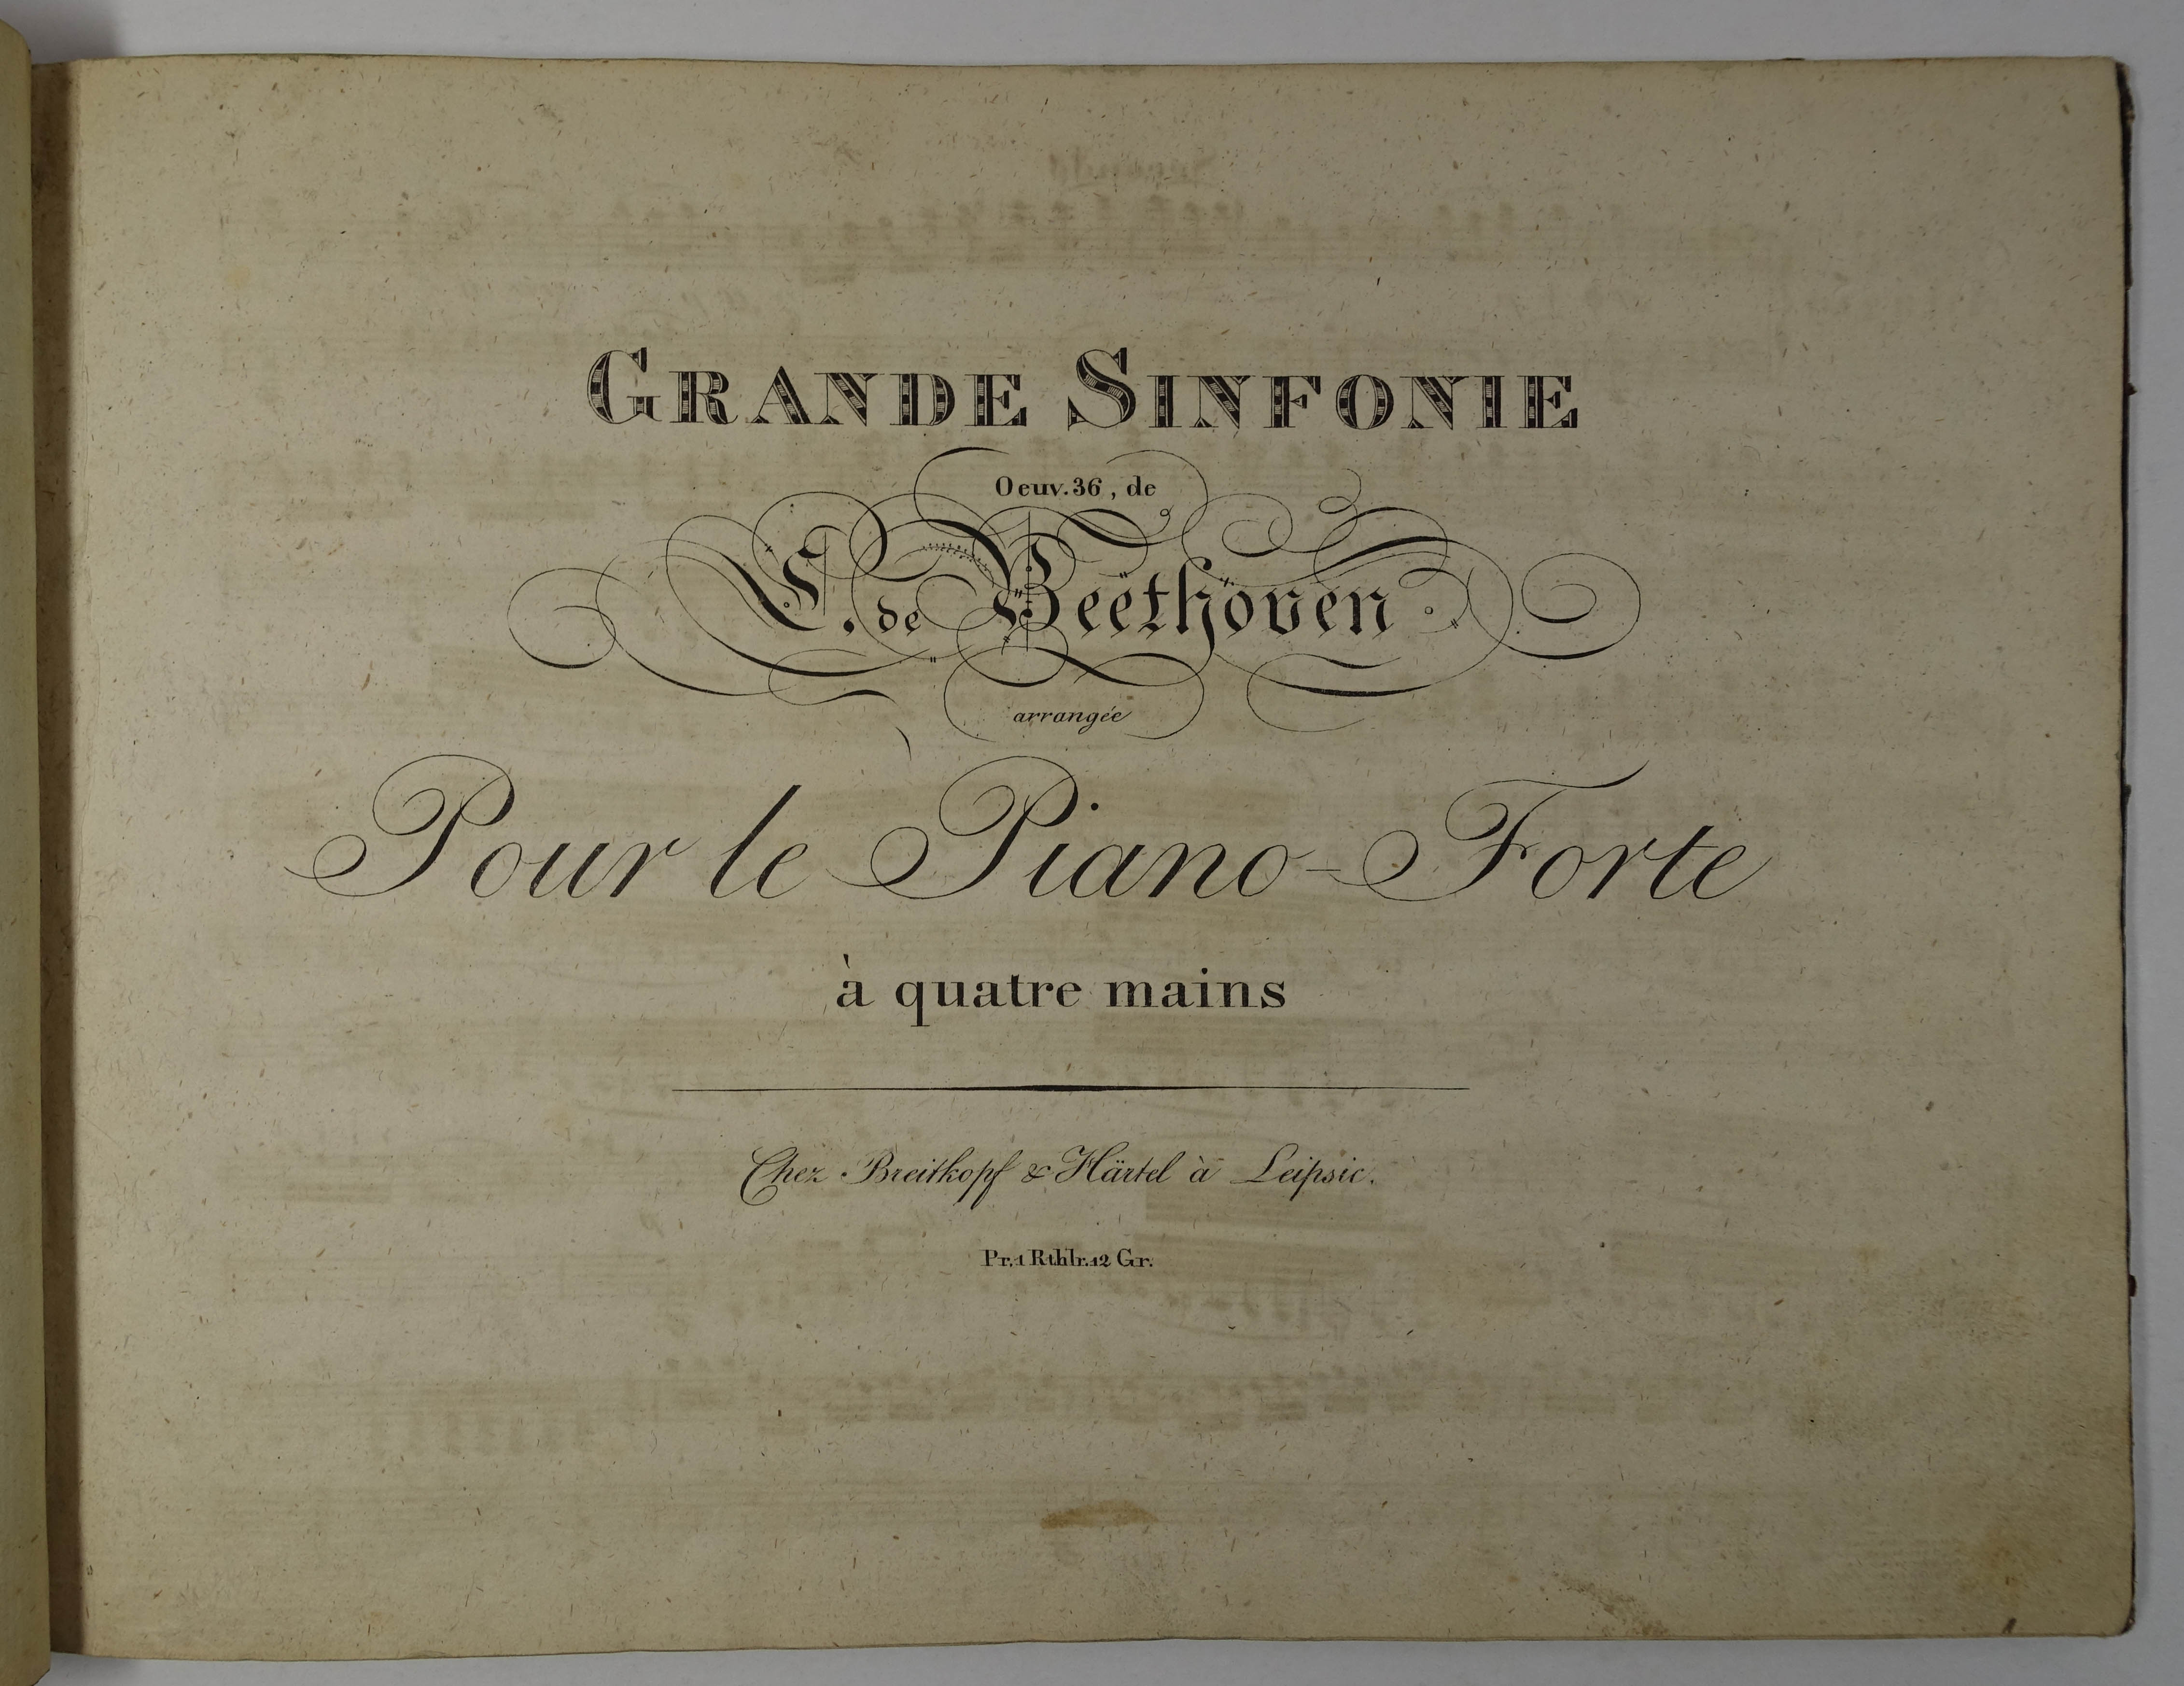 GRANDE SINFONIE
Oeuv. 36, de
L. de Beethoven.
arrangée
Pour le Piano-Forte
à quatre mains
Chez Breitkopf & Härtel à Leipsic.
Pr. 1 Rthlr. 12 Gr.